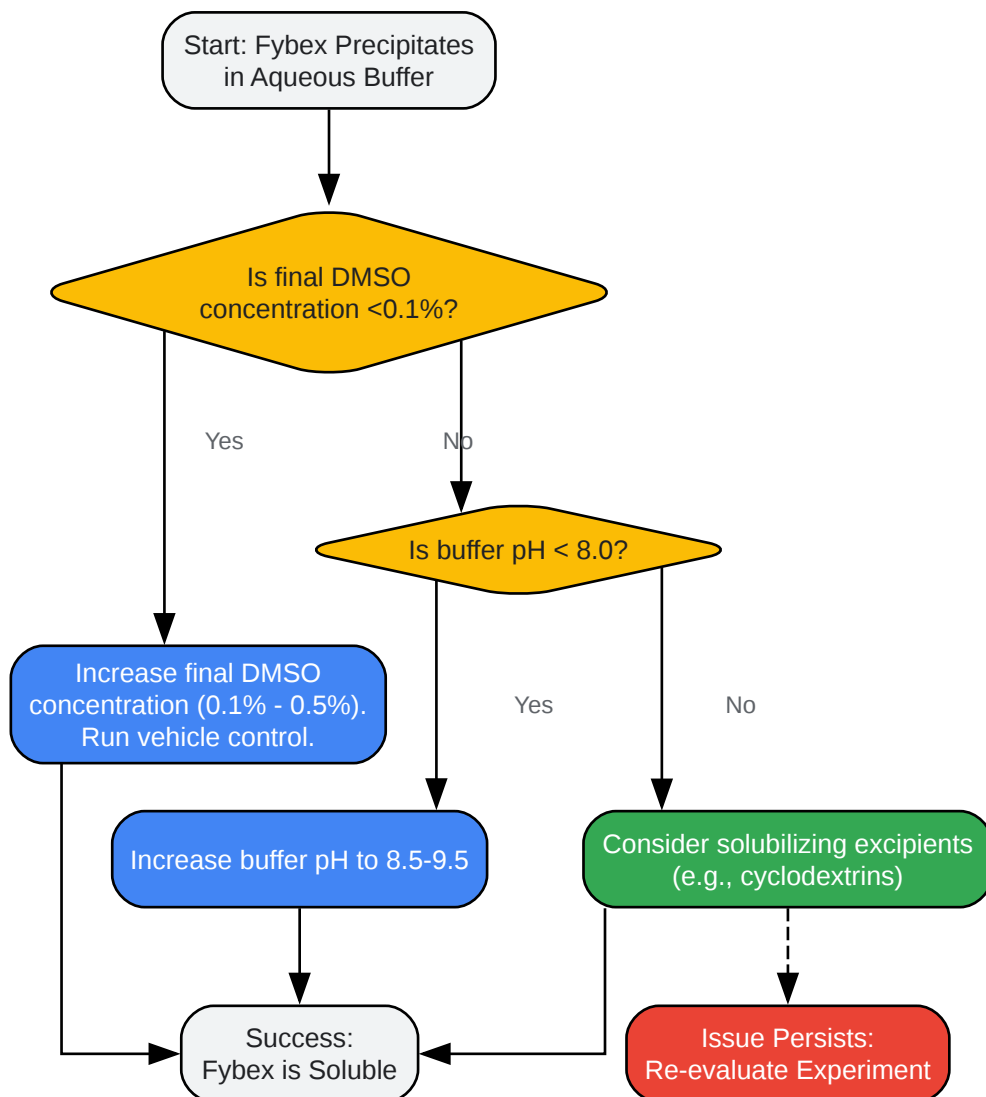 Start: Fybex Precipitates
in Aqueous Buffer
Is final DMSO
concentration <0.1%?
Yes
No
Is buffer pH < 8.0?
Increase final DMSO
concentration (0.1% - 0.5%).
Run vehicle control.
Yes
No
Increase buffer pH to 8.5-9.5
Consider solubilizing excipients
(e.g., cyclodextrins)
Success:
Fybex is Soluble
Issue Persists:
Re-evaluate Experiment